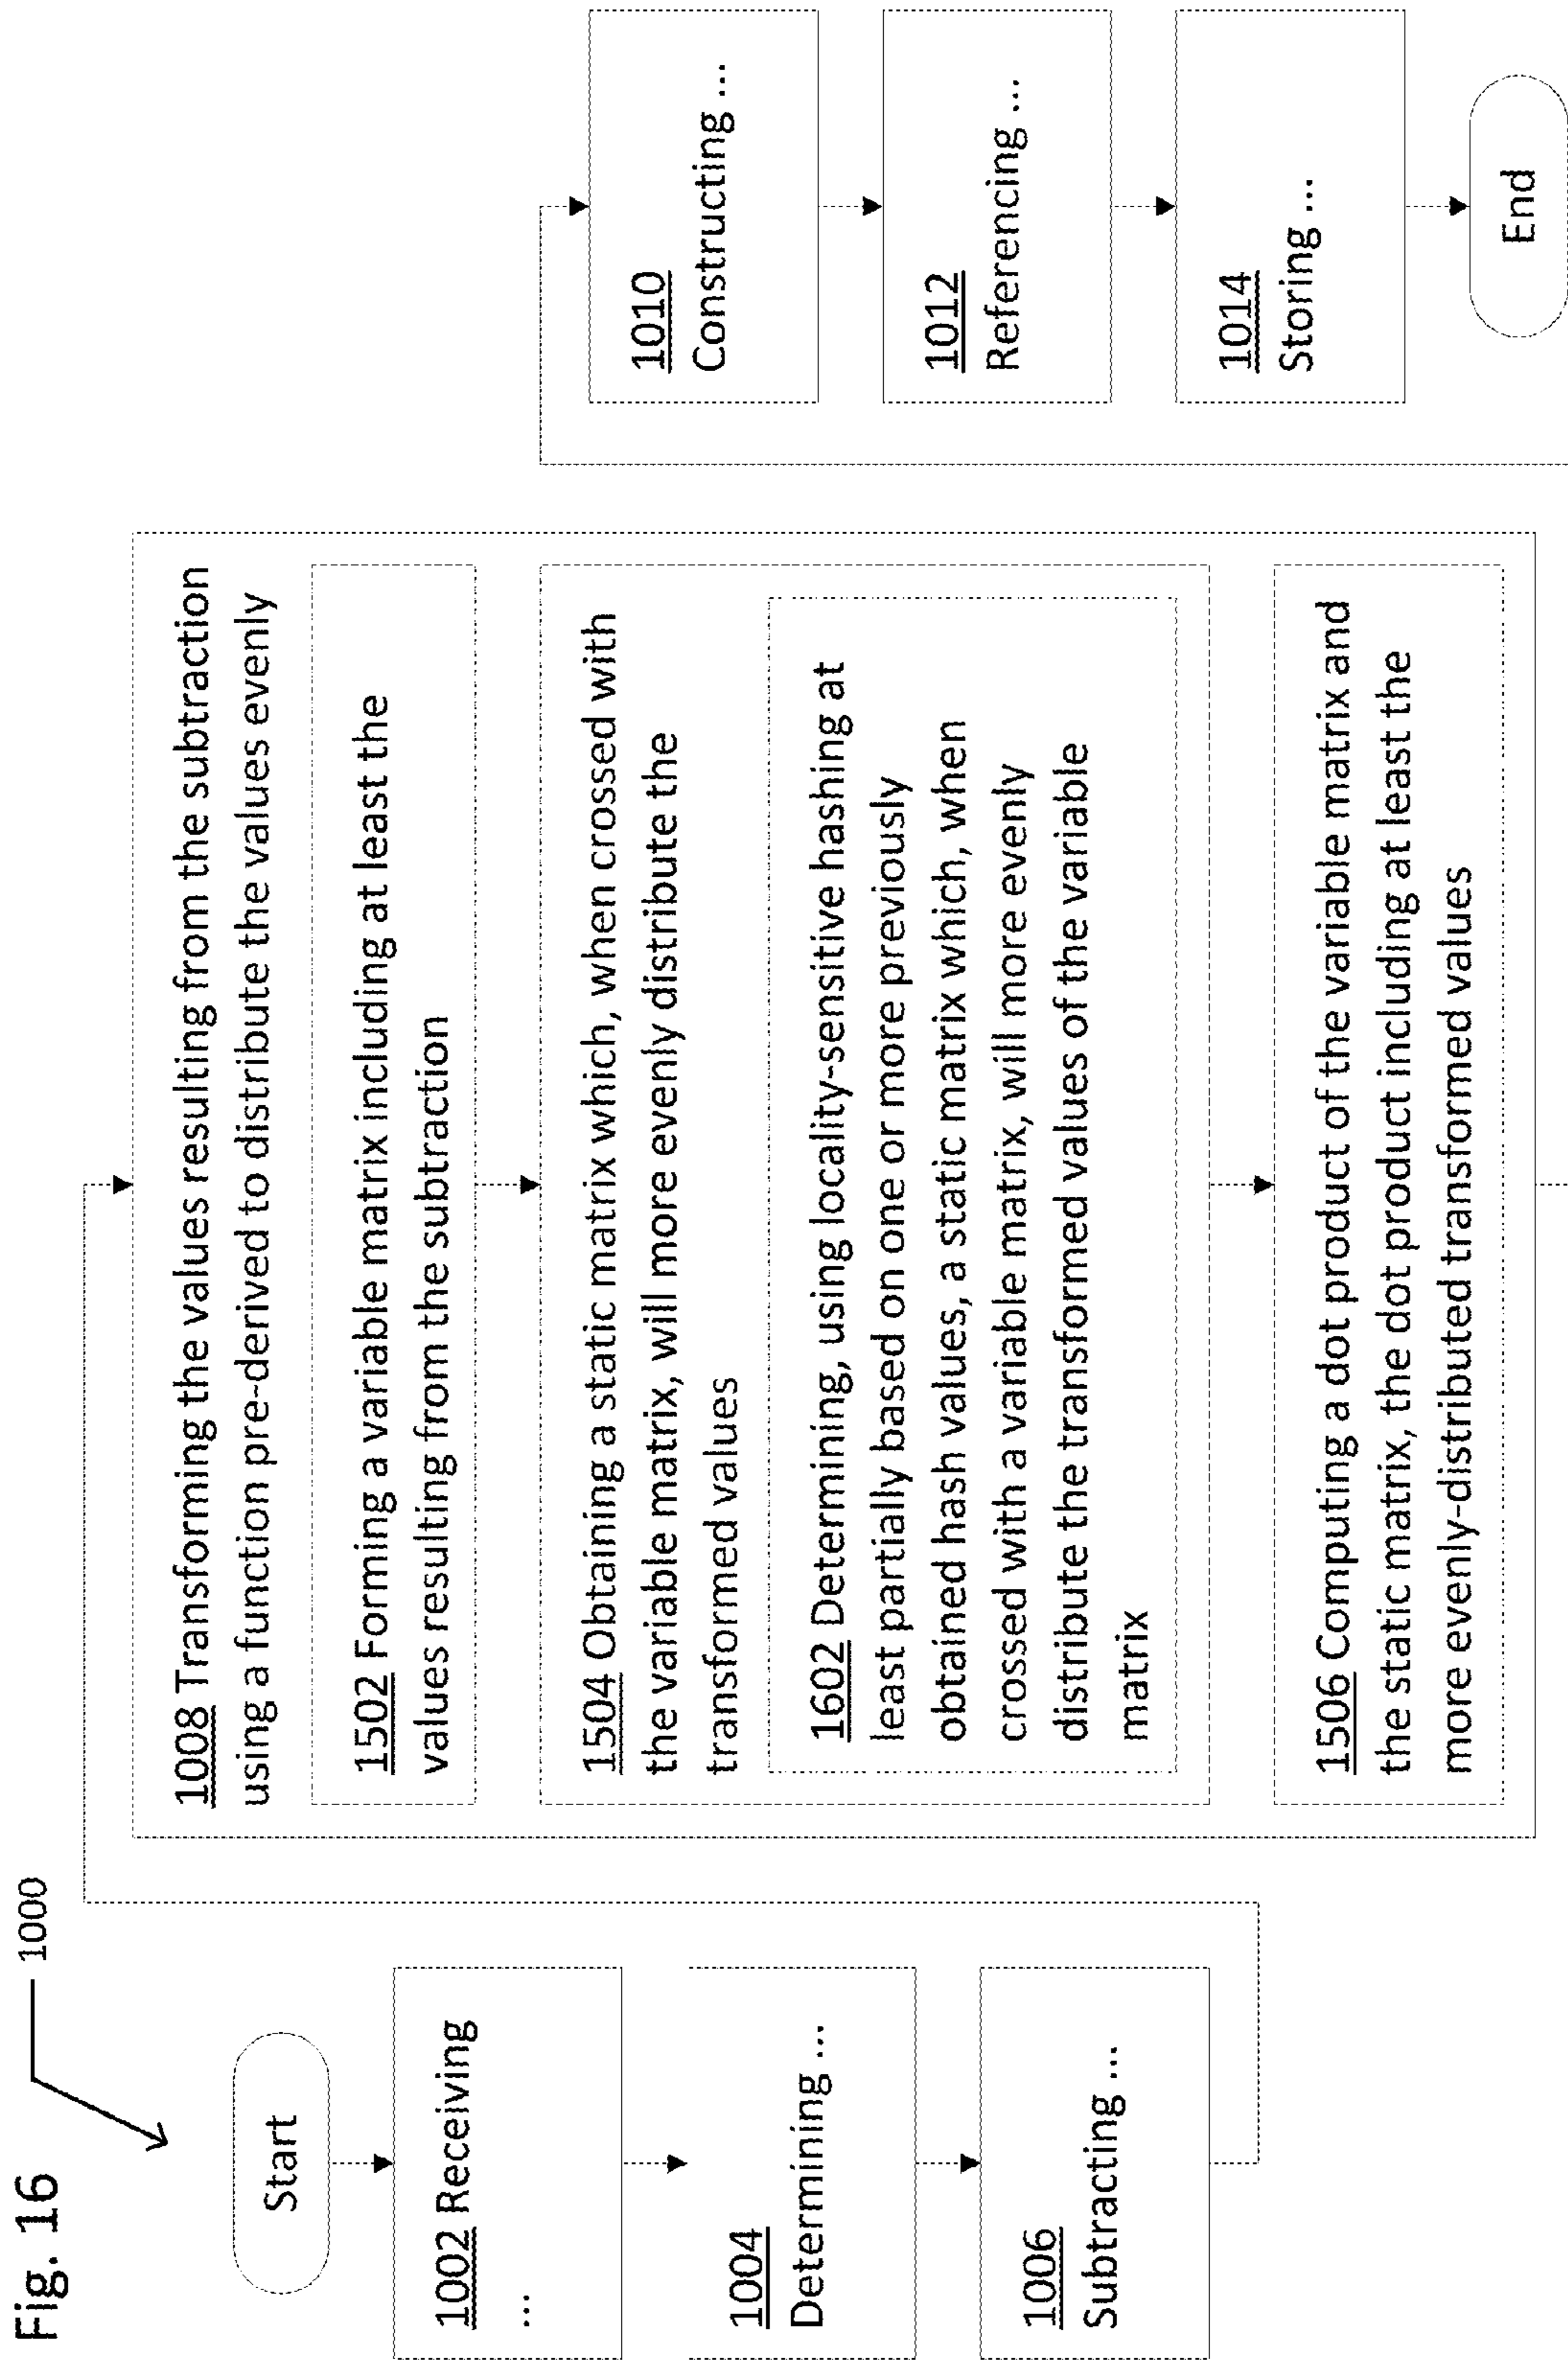 Fig. 16
1000
Start
1002 Receiving
...
1004
Determining ...
1006
Subtracting ...
1008 Transforming the values resulting from the subtraction
using a function pre-derived to distribute the values evenly
1502 Forming a variable matrix including at least the
values resulting from the subtraction
1504 Obtaining a static matrix which, when crossed with
the variable matrix, will more evenly distribute the
transformed values
1602 Determining, using locality-sensitive hashing at
least partially based on one or more previously
obtained hash values, a static matrix which, when
crossed with a variable matrix, will more evenly
distribute the transformed values of the variable
matrix
1506 Computing a dot product of the variable matrix and
the static matrix, the dot product including at least the
more evenly-distributed transformed values
1010
Constructing ...
1012
Referencing ...
1014
Storing ...
End